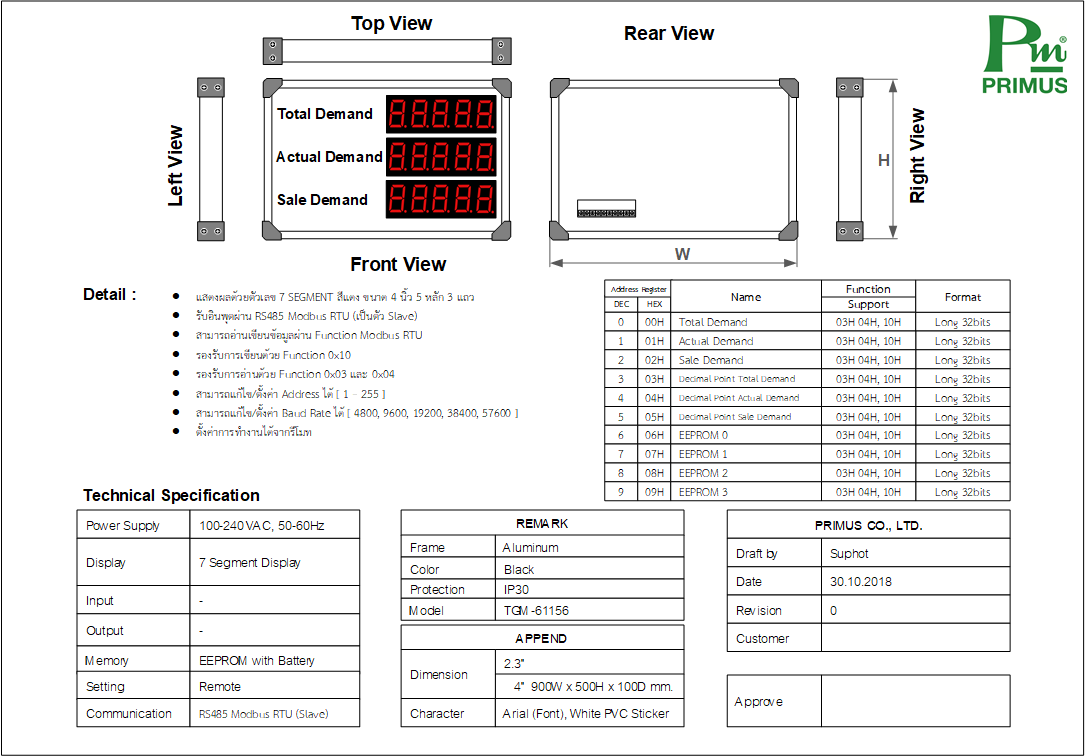 Top View
Rear View
Pm®
PRIMUS
Left View
Total Demand 8.8.8.8.8.
Actual Demand 8.8.8.8.8.
Sale Demand 8.8.8.8.8.
H
Right View
W
Front View
Detail :
• แสดงผลด้วยตัวเลข 7 SEGMENT สีแดง ขนาด 4 นิ้ว 5 หลัก 3 แถว
• รับอินพุตผ่าน RS485 Modbus RTU (เป็นตัว Slave)
• สามารถอ่านเขียนข้อมูลผ่าน Function Modbus RTU
• รองรับการเขียนด้วย Function 0x10
• รองรับการอ่านด้วย Function 0x03 และ 0x04
• สามารถแก้ไข/ตั้งค่า Address ได้ [ 1 - 255 ]
• สามารถแก้ไข/ตั้งค่า Baud Rate ได้ [ 4800, 9600, 19200, 38400, 57600 ]
• ตั้งค่าการทำงานได้จากรีโมท
Address Register Name Function Support Format
DEC HEX
0 00H Total Demand 03H 04H, 10H Long 32bits
1 01H Actual Demand 03H 04H, 10H Long 32bits
2 02H Sale Demand 03H 04H, 10H Long 32bits
3 03H Decimal Point Total Demand 03H 04H, 10H Long 32bits
4 04H Decimal Point Actual Demand 03H 04H, 10H Long 32bits
5 05H Decimal Point Sale Demand 03H 04H, 10H Long 32bits
6 06H EEPROM 0 03H 04H, 10H Long 32bits
7 07H EEPROM 1 03H 04H, 10H Long 32bits
8 08H EEPROM 2 03H 04H, 10H Long 32bits
9 09H EEPROM 3 03H 04H, 10H Long 32bits
Technical Specification
Power Supply 100-240 VAC, 50-60Hz
Display 7 Segment Display
Input -
Output -
Memory EEPROM with Battery
Setting Remote
Communication RS485 Modbus RTU (Slave)
REMARK
Frame Aluminum
Color Black
Protection IP30
Model TGM-61156
APPEND
Dimension 2.3"
4" 900W x 500H x 100D mm.
Character Arial (Font), White PVC Sticker
PRIMUS CO., LTD.
Draft by Suphot
Date 30.10.2018
Revision 0
Customer
Approve